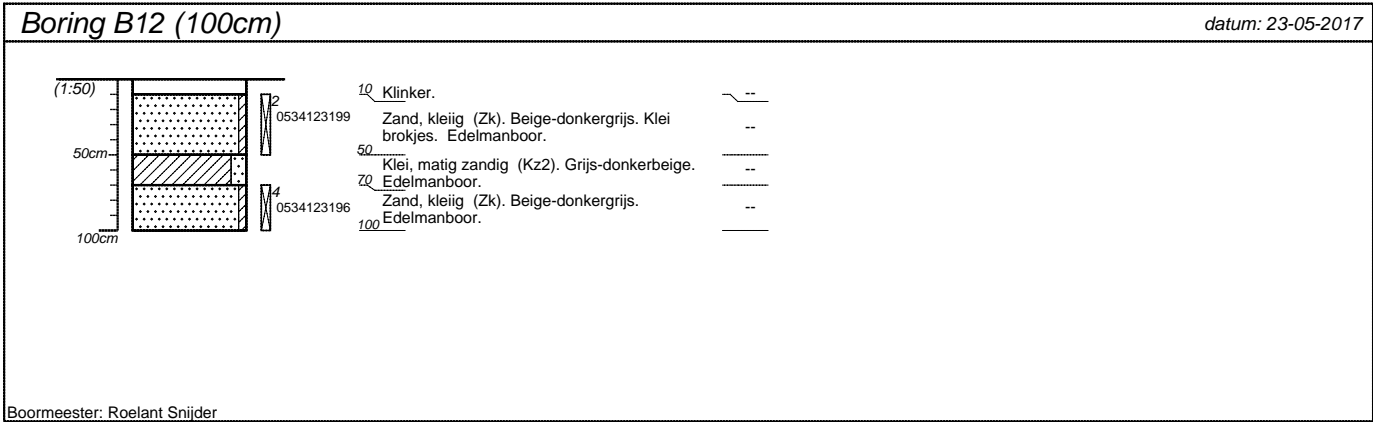 Boring B12 (100cm)
datum: 23-05-2017
(1:50)
10 Klinker. --
2
0534123199
Zand, kleiig (Zk). Beige-donkergrijs. Klei
brokjes. Edelmanboor.
--
50cm
50
Klei, matig zandig (Kz2). Grijs-donkerbeige.
Edelmanboor.
--
70
4
0534123196
Zand, kleiig (Zk). Beige-donkergrijs.
Edelmanboor.
--
100
100cm
Boormeester: Roelant Snijder